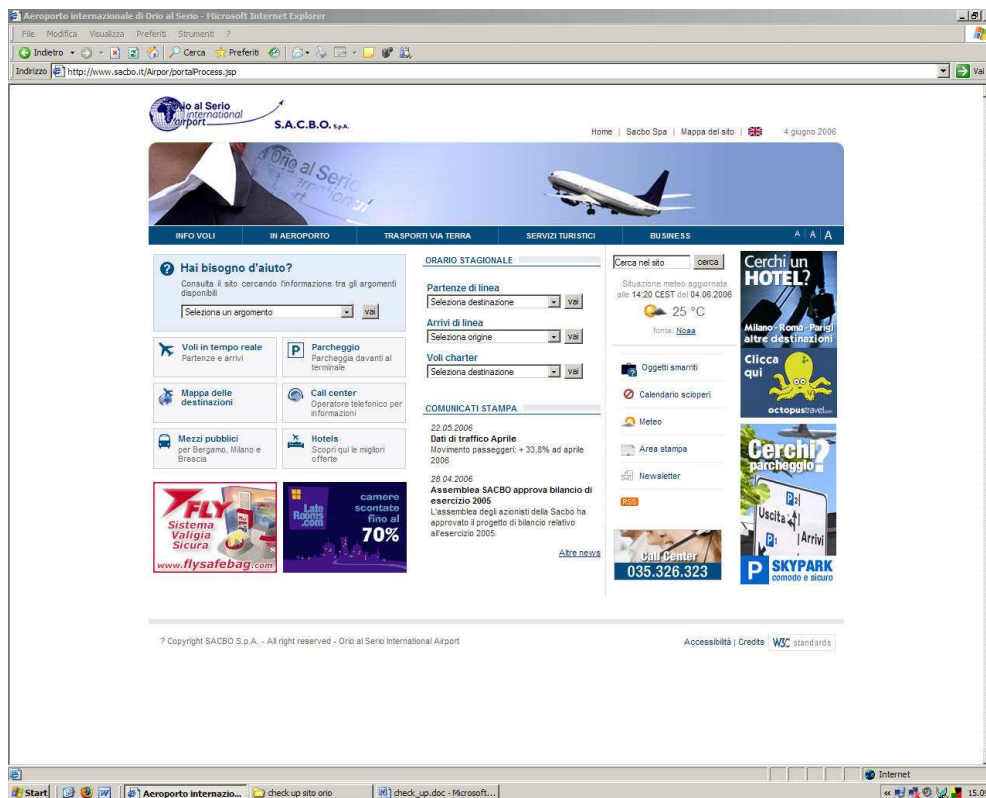 Aeroporto internazionale di Orio al Serio - Microsoft Internet Explorer
File Modifica Visualizza Preferiti Strumenti ?
Indietro Cerca Preferiti
Indirizzo http://www.sacbo.it/Airpor/portalProcess.jsp Vai
Orio al Serio
international
airport
S.A.C.B.O. S.p.A.
Home | Sacbo Spa | Mappa del sito | 4 giugno 2006
Orio al Serio
international
airport
INFO VOLI IN AEROPORTO TRASPORTI VIA TERRA SERVIZI TURISTICI BUSINESS A | A | A
Hai bisogno d'aiuto?
Consulta il sito cercando l'informazione tra gli argomenti
disponibili
Seleziona un argomento vai
Voli in tempo reale
Partenze e arrivi
Parcheggio
Parcheggia davanti al
terminale
Mappa delle
destinazioni
Call center
Operatore telefonico per
informazioni
Mezzi pubblici
per Bergamo, Milano e
Brescia
Hotels
Scopri qui le migliori
offerte
FLY
Sistema
Valigia
Sicura
www.flysafebag.com
Late
Rooms
.com
camere
scontate
fino al
70%
ORARIO STAGIONALE
Partenze di linea
Seleziona destinazione vai
Arrivi di linea
Seleziona origine vai
Voli charter
Seleziona destinazione vai
COMUNICATI STAMPA
22.05.2006
Dati di traffico Aprile
Movimento passeggeri: + 33,8% ad aprile
2006
28.04.2006
Assemblea SACBO approva bilancio di
esercizio 2005
L'assemblea degli azionisti della Sacbo ha
approvato il progetto di bilancio relativo
all'esercizio 2005.
Altre news
Cerca nel sito cerca
Situazione meteo aggiornata
alle 14:20 CEST del 04.06.2006
25 °C
fonte: Noaa
Oggetti smarriti
Calendario scioperi
Meteo
Area stampa
Newsletter
RSS
Call Center
035.326.323
Cerchi un
HOTEL?
Milano - Roma - Parigi
altre destinazioni
Clicca
qui
octopustravel.com
Cerchi
parcheggio?
P2
Uscita
P1 Arrivi
P SKYPARK
comodo e sicuro
? Copyright SACBO S.p.A. - All right reserved - Orio al Serio International Airport
Accessibilità | Credits W3C standards
Internet
Start Aeroporto internazio... check up sito orio check_up.doc - Microsoft... 15.09